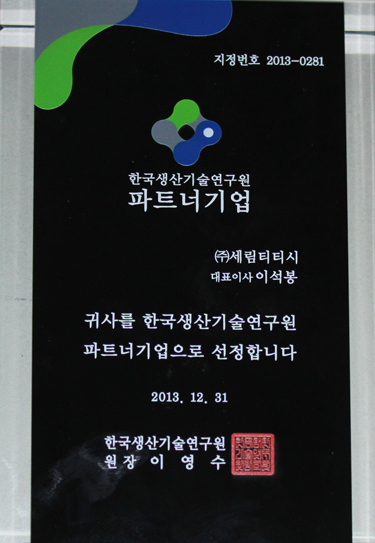 지정번호 2013-0281
한국생산기술연구원
파트너기업
㈜세림티티시
대표이사 이석봉
귀사를 한국생산기술연구원
파트너기업으로 선정합니다
2013. 12. 31
한국생산기술연구원
원장 이영수